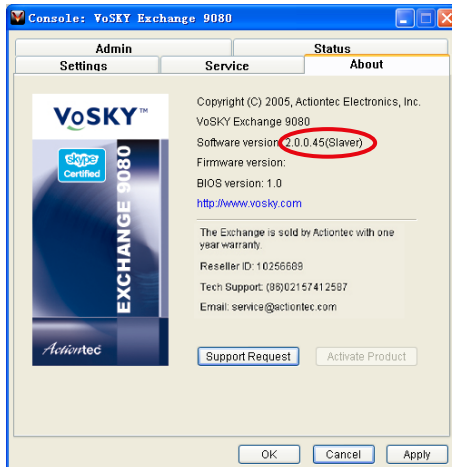 Console: VoSKY Exchange 9080
Admin
Status
Settings
Service
About
VoSKY™
skype
Certified
EXCHANGE 9080
Actiontec
Copyright (C) 2005, Actiontec Electronics, Inc.
VoSKY Exchange 9080
Software version: 2.0.0.45(Slaver)
Firmware version:
BIOS version: 1.0
http://www.vosky.com
The Exchange is sold by Actiontec with one
year warranty.
Reseller ID: 10256689
Tech Support: (86)02157412587
Email: service@actiontec.com
Support Request
Activate Product
OK
Cancel
Apply